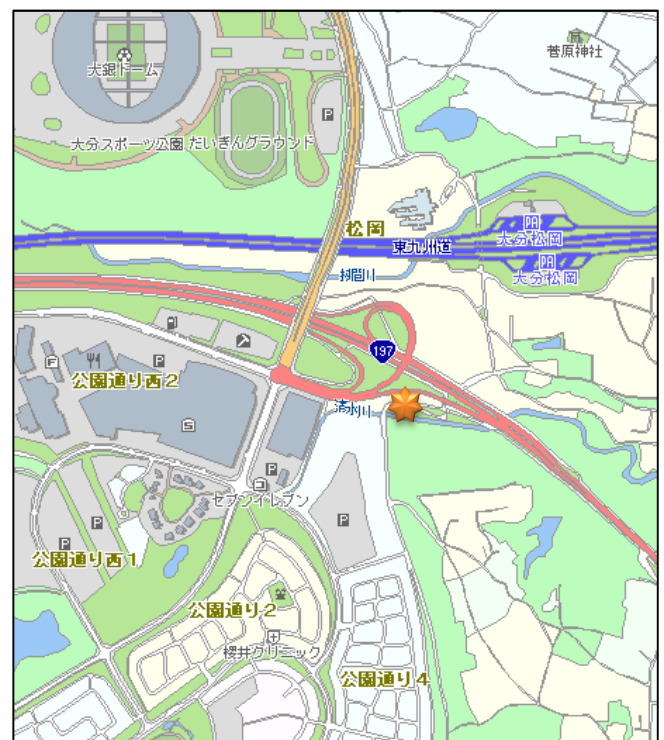 菅原神社
大銀ドーム
P
大分スポーツ公園 だいぎんグラウンド
松岡
大分松岡
東九州道
大分松岡
判田川
197
P
公園通り西2
清水川
S
P
セブンイレブン
P
P
P
公園通り西1
公園通り2
櫻井クリニック
公園通り4